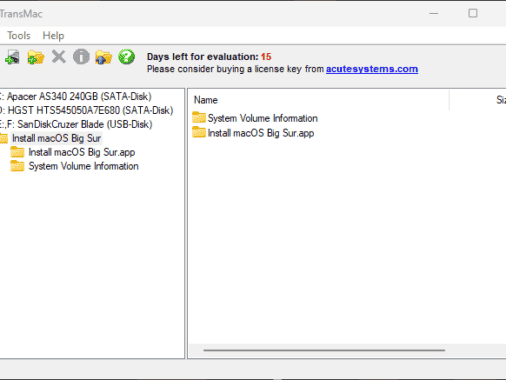 TransMac
Tools Help
Days left for evaluation: 15
Please consider buying a license key from acutesystems.com
: Apacer AS340 240GB (SATA-Disk)
: HGST HTS545050A7E680 (SATA-Disk)
:,F: SanDiskCruzer Blade (USB-Disk)
Install macOS Big Sur
Install macOS Big Sur.app
System Volume Information
Name Siz
System Volume Information
Install macOS Big Sur.app